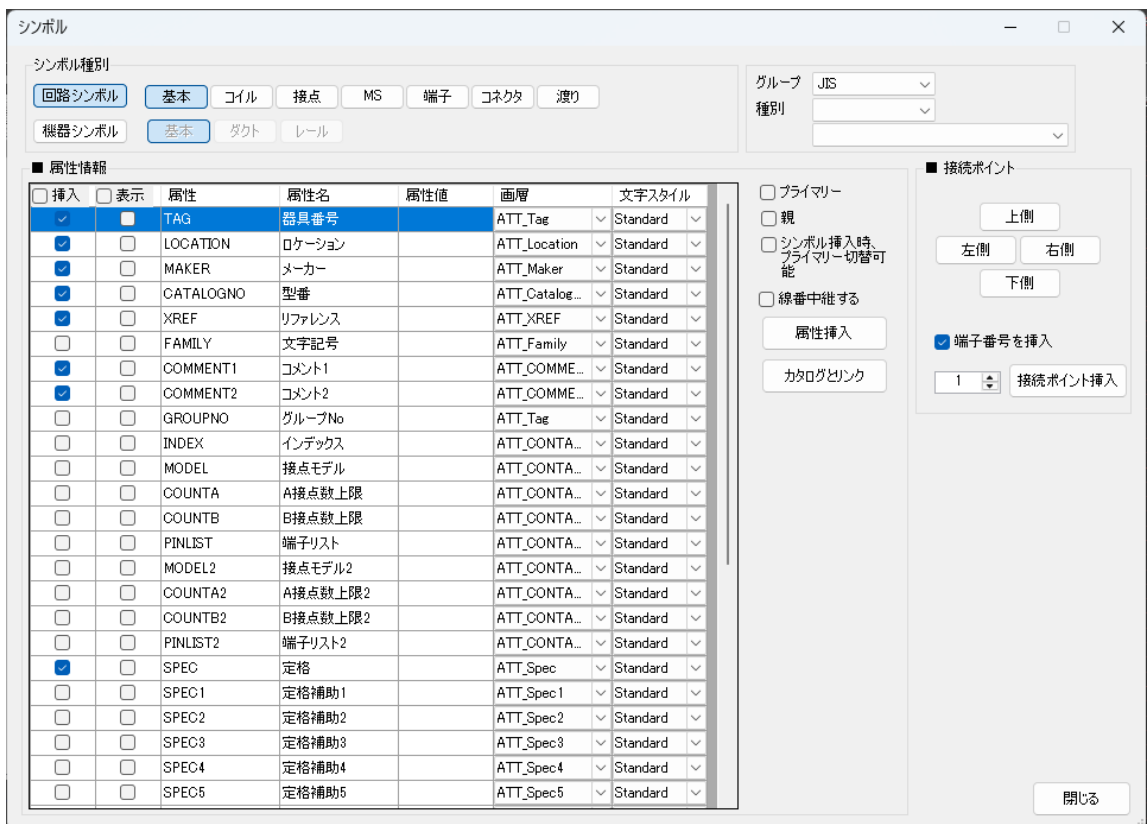 シンボル
シンボル種別
回路シンボル 基本 コイル 接点 MS 端子 コネクタ 渡り
機器シンボル 基本 ダクト レール
グループ JIS
種別
■ 属性情報
挿入 表示 属性 属性名 属性値 画層 文字スタイル
TAG 器具番号 ATT_Tag Standard
LOCATION ロケーション ATT_Location Standard
MAKER メーカー ATT_Maker Standard
CATALOGNO 型番 ATT_Catalog... Standard
XREF リファレンス ATT_XREF Standard
FAMILY 文字記号 ATT_Family Standard
COMMENT1 コメント1 ATT_COMME... Standard
COMMENT2 コメント2 ATT_COMME... Standard
GROUPNO グループNo ATT_Tag Standard
INDEX インデックス ATT_CONTA... Standard
MODEL 接点モデル ATT_CONTA... Standard
COUNTA A接点数上限 ATT_CONTA... Standard
COUNTB B接点数上限 ATT_CONTA... Standard
PINLIST 端子リスト ATT_CONTA... Standard
MODEL2 接点モデル2 ATT_CONTA... Standard
COUNTA2 A接点数上限2 ATT_CONTA... Standard
COUNTB2 B接点数上限2 ATT_CONTA... Standard
PINLIST2 端子リスト2 ATT_CONTA... Standard
SPEC 定格 ATT_Spec Standard
SPEC1 定格補助1 ATT_Spec1 Standard
SPEC2 定格補助2 ATT_Spec2 Standard
SPEC3 定格補助3 ATT_Spec3 Standard
SPEC4 定格補助4 ATT_Spec4 Standard
SPEC5 定格補助5 ATT_Spec5 Standard
プライマリー
親
シンボル挿入時、
プライマリー切替可
能
線番中継する
属性挿入
カタログとリンク
■ 接続ポイント
上側
左側 右側
下側
端子番号を挿入
1 接続ポイント挿入
閉じる